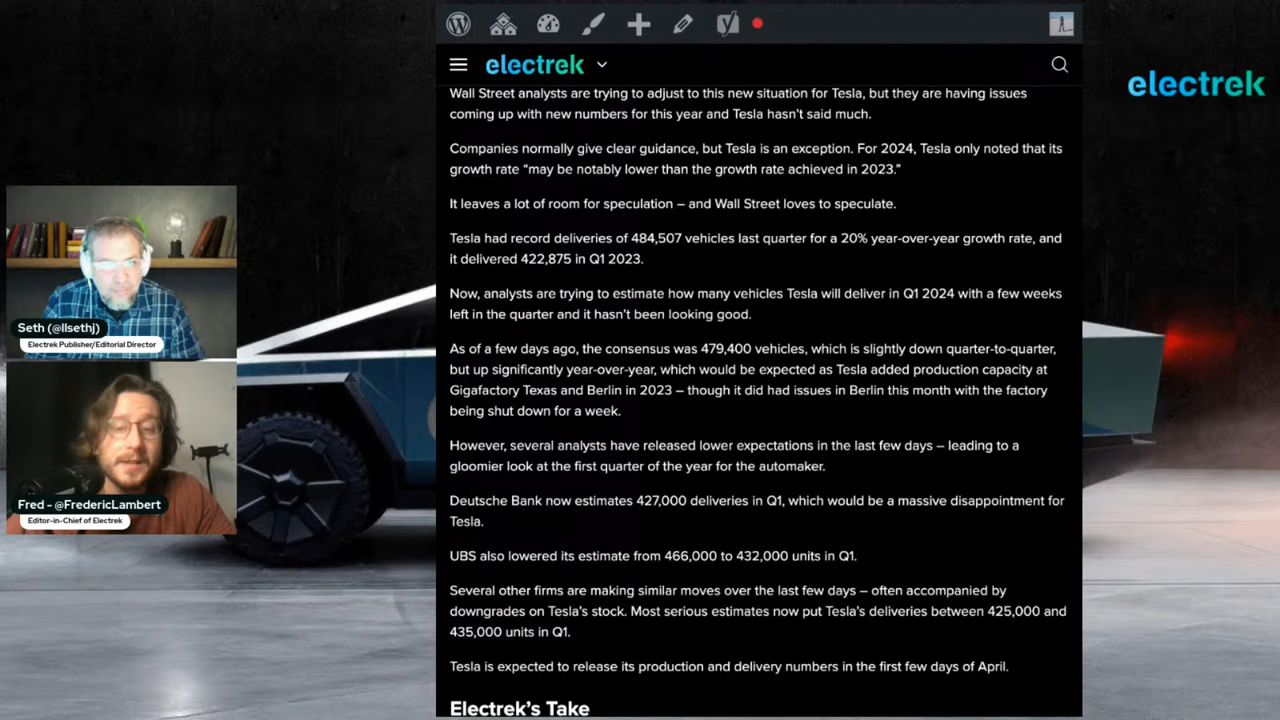 electrek
electrek
Wall Street analysts are trying to adjust to this new situation for Tesla, but they are having issues
coming up with new numbers for this year and Tesla hasn't said much.
Companies normally give clear guidance, but Tesla is an exception. For 2024, Tesla only noted that its
growth rate “may be notably lower than the growth rate achieved in 2023.”
It leaves a lot of room for speculation – and Wall Street loves to speculate.
Tesla had record deliveries of 484,507 vehicles last quarter for a 20% year-over-year growth rate, and
it delivered 422,875 in Q1 2023.
Now, analysts are trying to estimate how many vehicles Tesla will deliver in Q1 2024 with a few weeks
left in the quarter and it hasn't been looking good.
As of a few days ago, the consensus was 479,400 vehicles, which is slightly down quarter-to-quarter,
but up significantly year-over-year, which would be expected as Tesla added production capacity at
Gigafactory Texas and Berlin in 2023 – though it did had issues in Berlin this month with the factory
being shut down for a week.
However, several analysts have released lower expectations in the last few days – leading to a
gloomier look at the first quarter of the year for the automaker.
Deutsche Bank now estimates 427,000 deliveries in Q1, which would be a massive disappointment for
Tesla.
UBS also lowered its estimate from 466,000 to 432,000 units in Q1.
Several other firms are making similar moves over the last few days – often accompanied by
downgrades on Tesla's stock. Most serious estimates now put Tesla's deliveries between 425,000 and
435,000 units in Q1.
Tesla is expected to release its production and delivery numbers in the first few days of April.
Electrek's Take
Seth (@llsethj)
Electrek Publisher/Editorial Director
Fred - @FredericLambert
Editor-in-Chief of Electrek